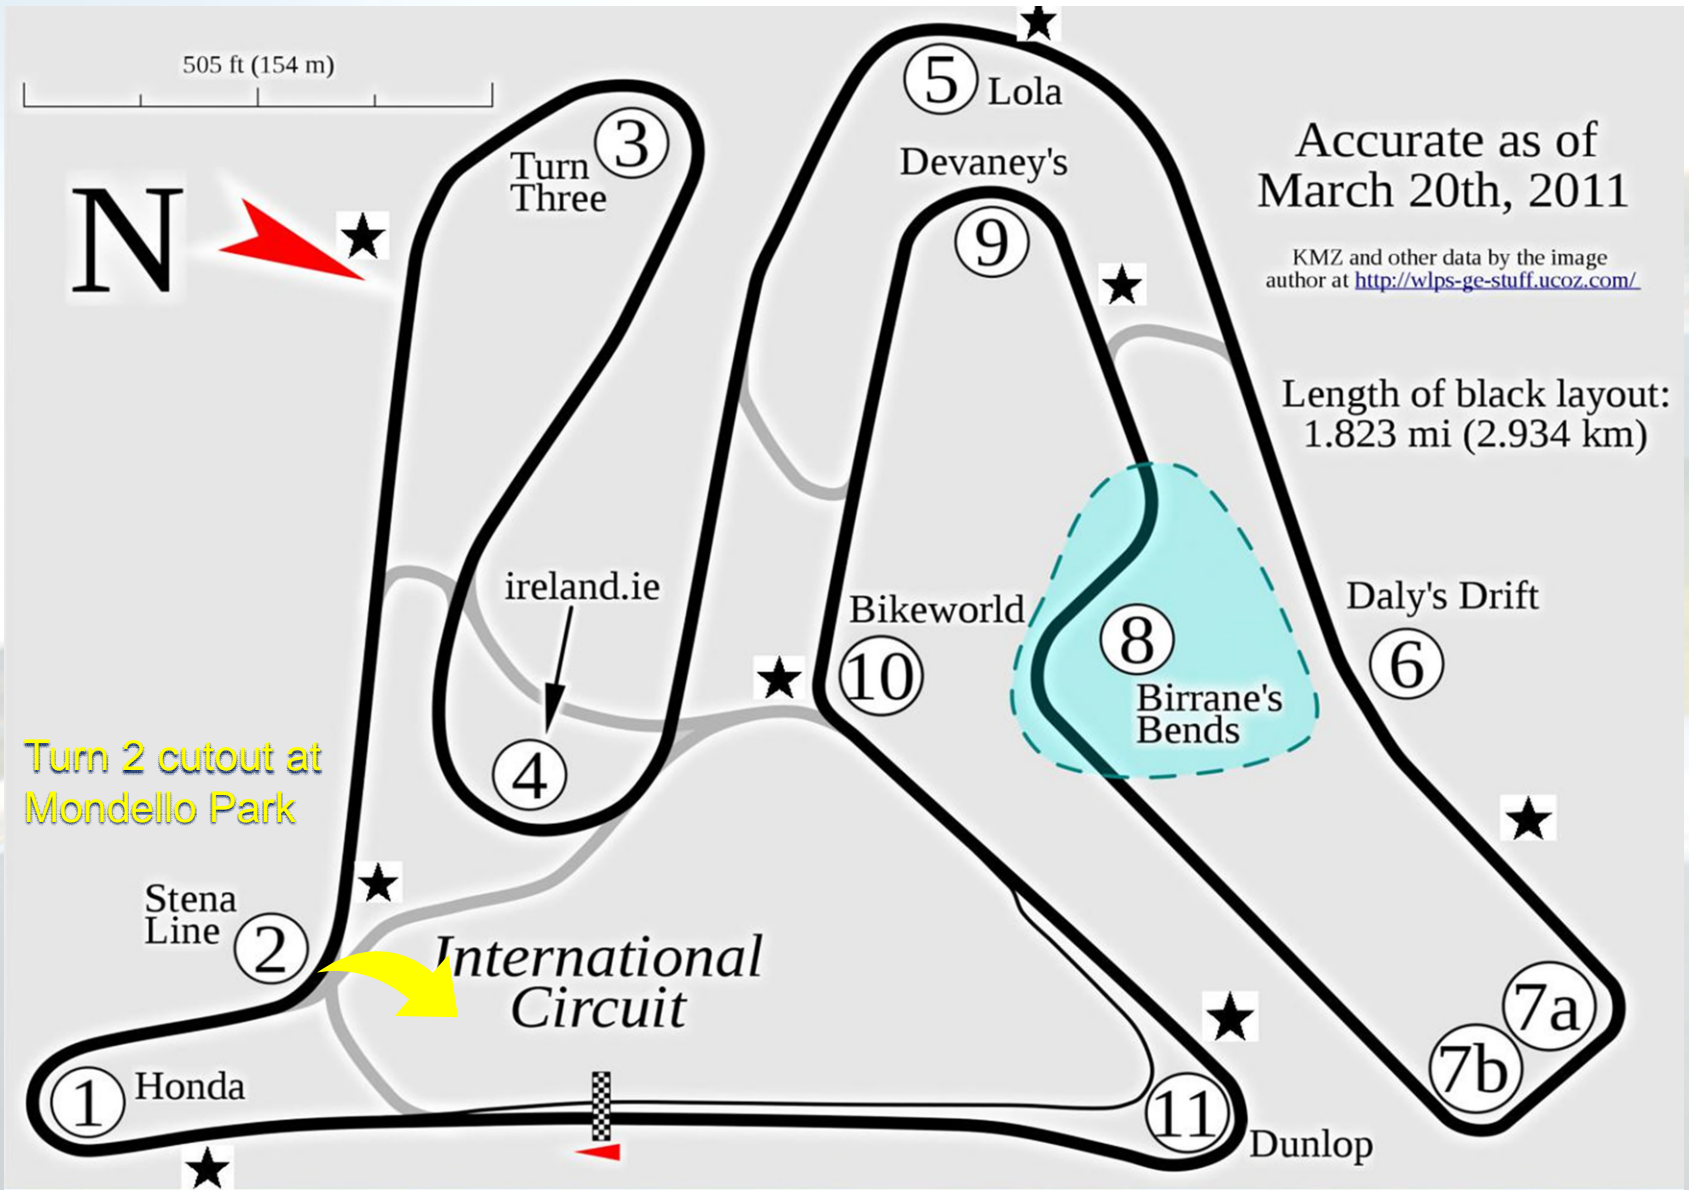 505 ft (154 m)
N
3
Turn
Three
5
Lola
Devaney's
9
Accurate as of
March 20th, 2011
KMZ and other data by the image
author at http://wlps-ge-stuff.ucoz.com/
Length of black layout:
1.823 mi (2.934 km)
ireland.ie
4
Bikeworld
10
8
Birrane's
Bends
Daly's Drift
6
Turn 2 cutout at
Mondello Park
Stena
Line
2
International
Circuit
1
Honda
7a
7b
11
Dunlop